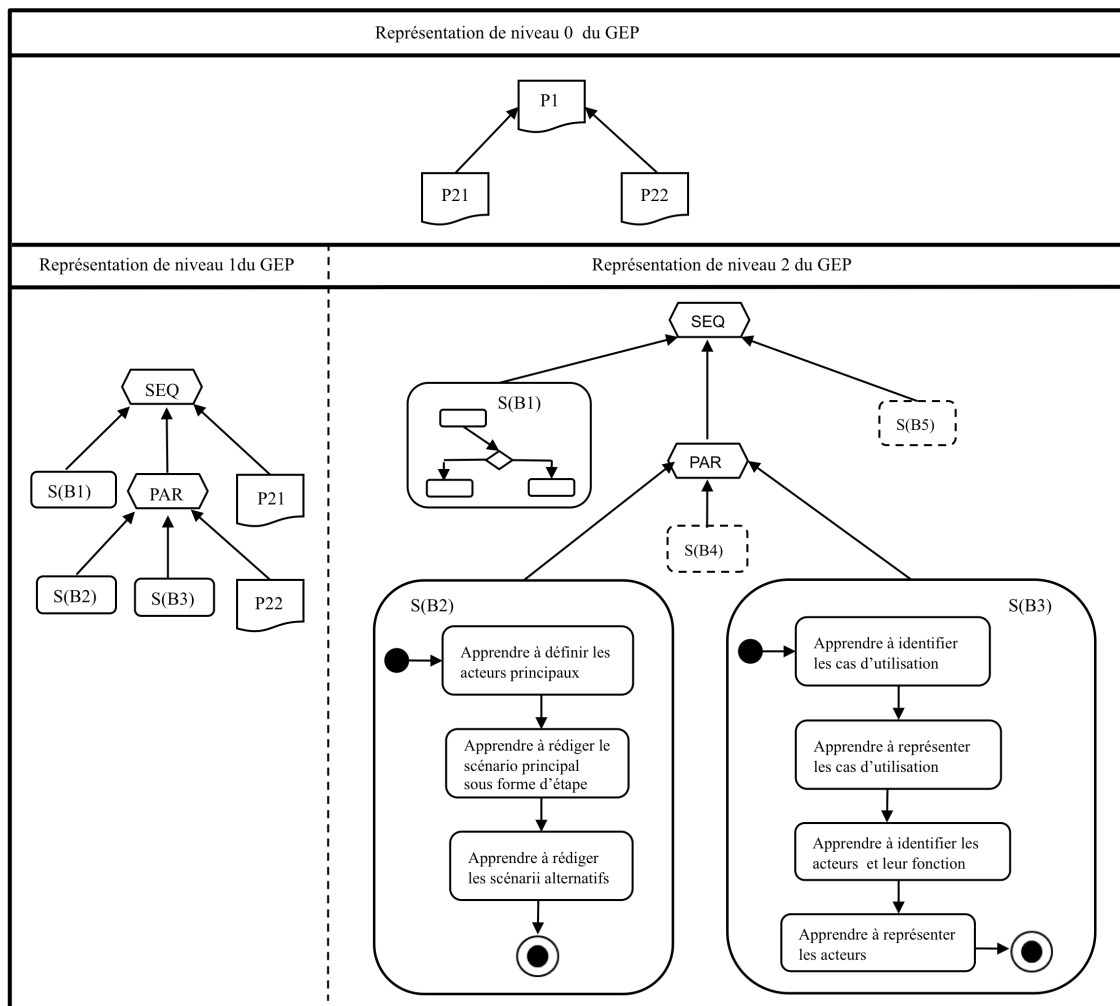 Représentation de niveau 0 du GEP
P1
P21
P22
Représentation de niveau 1du GEP
SEQ
S(B1)
PAR
P21
S(B2)
S(B3)
P22
Représentation de niveau 2 du GEP
SEQ
S(B1)
S(B5)
PAR
S(B4)
S(B2)
Apprendre à définir les
acteurs principaux
Apprendre à rédiger le
scénario principal
sous forme d’étape
Apprendre à rédiger
les scénarii alternatifs
S(B3)
Apprendre à identifier
les cas d’utilisation
Apprendre à représenter
les cas d’utilisation
Apprendre à identifier les
acteurs et leur fonction
Apprendre à représenter
les acteurs